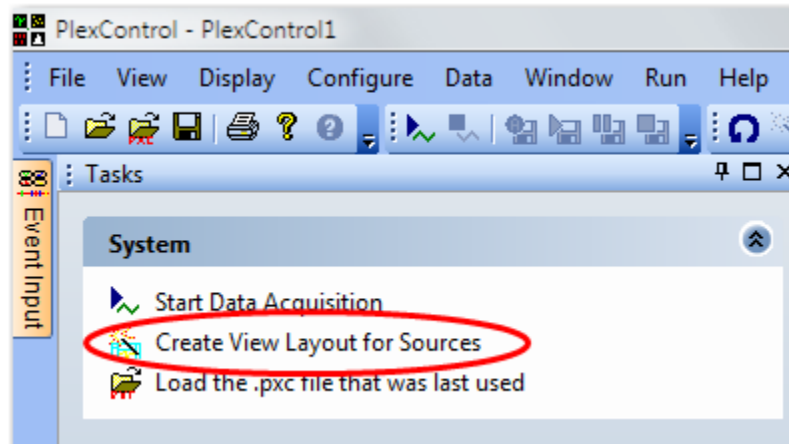 PlexControl - PlexControl1
File View Display Configure Data Window Run Help
PXC
Tasks
Event Input
System
Start Data Acquisition
Create View Layout for Sources
Load the .pxc file that was last used